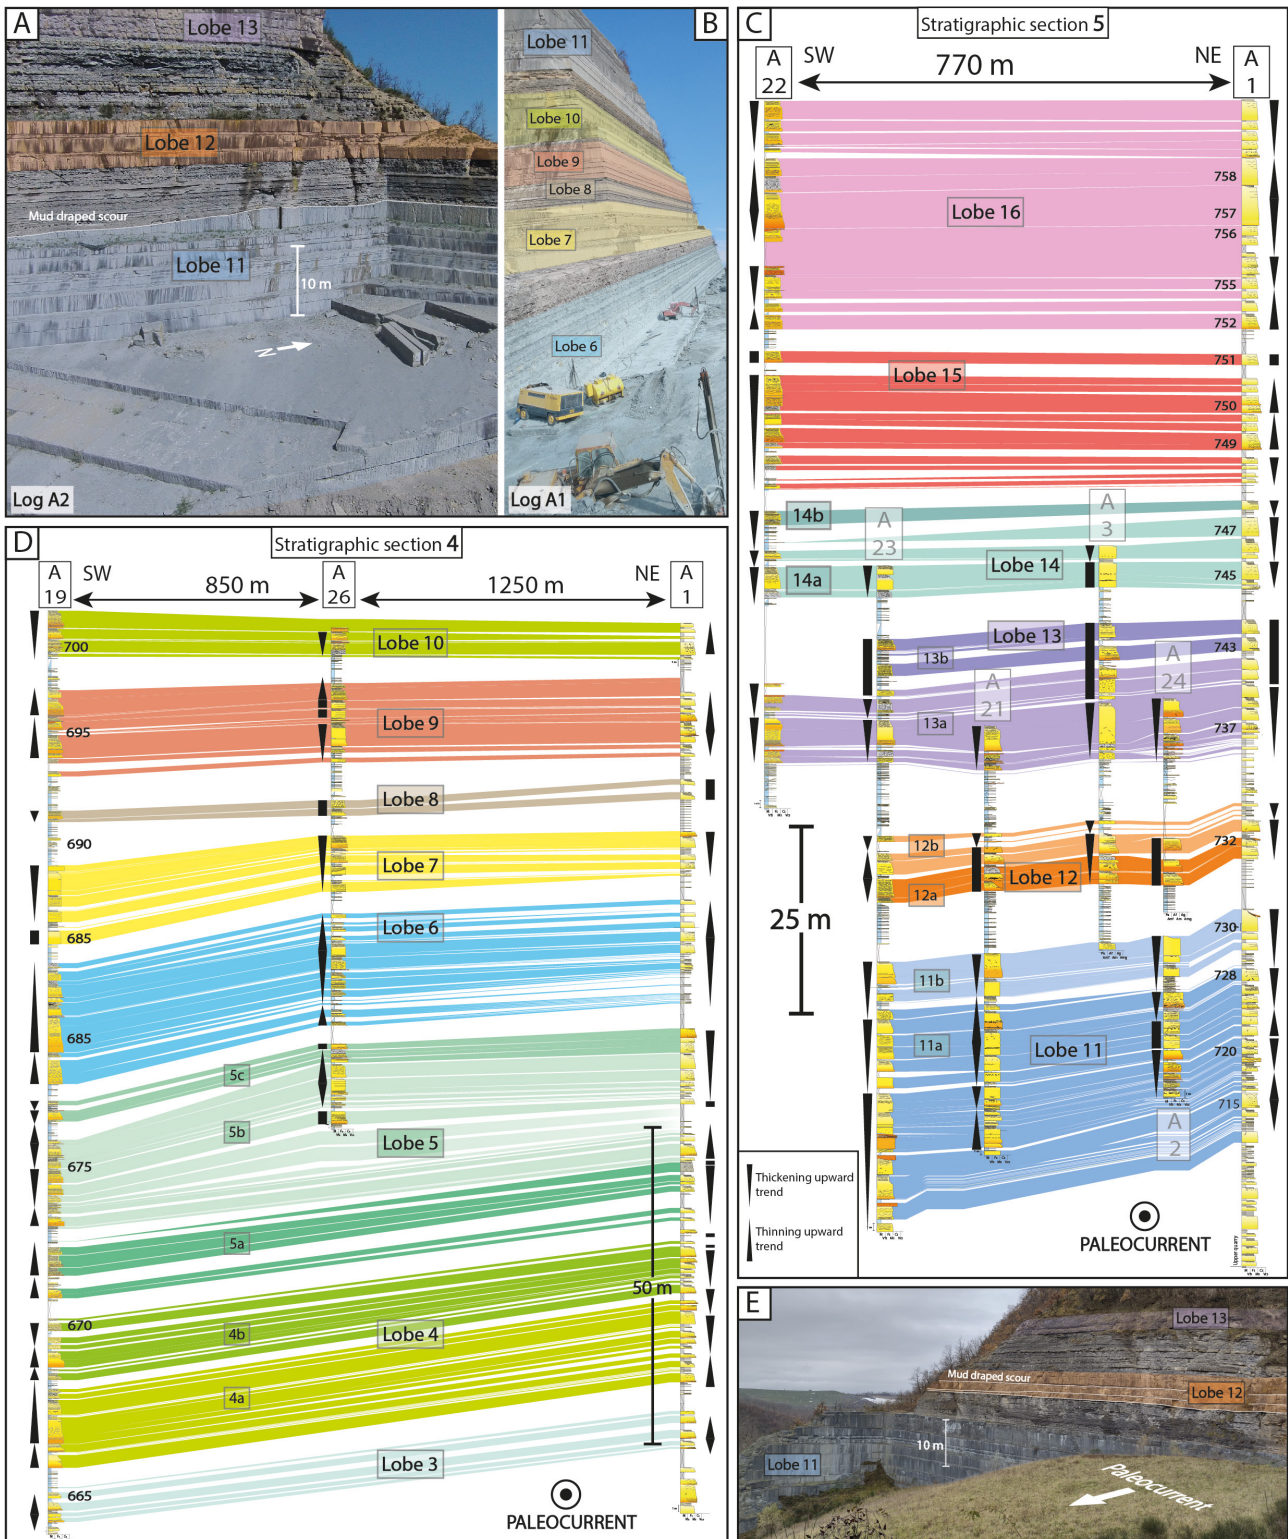 A
Lobe 13
Lobe 12
Mud draped scour
Lobe 11
10 m
N
Log A2
B
Lobe 11
Lobe 10
Lobe 9
Lobe 8
Lobe 7
Lobe 6
Log A1
C
Stratigraphic section 5
A
22
SW
770 m
NE
A
1
758
Lobe 16
757
756
755
752
751
Lobe 15
750
749
14b
A
23
A
3
747
Lobe 14
14a
745
Lobe 13
743
13b
A
21
A
24
13a
737
12b
732
Lobe 12
12a
25 m
730
11b
728
11a
Lobe 11
720
715
A
2
Thickening upward
trend
Thinning upward
trend
PALEOCURRENT
Upper quarry
D
Stratigraphic section 4
A
19
SW
850 m
A
26
1250 m
NE
A
1
700
Lobe 10
695
Lobe 9
Lobe 8
690
Lobe 7
685
Lobe 6
685
5c
5b
Lobe 5
675
5a
50 m
670
4b
Lobe 4
4a
Lobe 3
665
PALEOCURRENT
E
Lobe 13
Mud draped scour
Lobe 12
10 m
Lobe 11
Paleocurrent